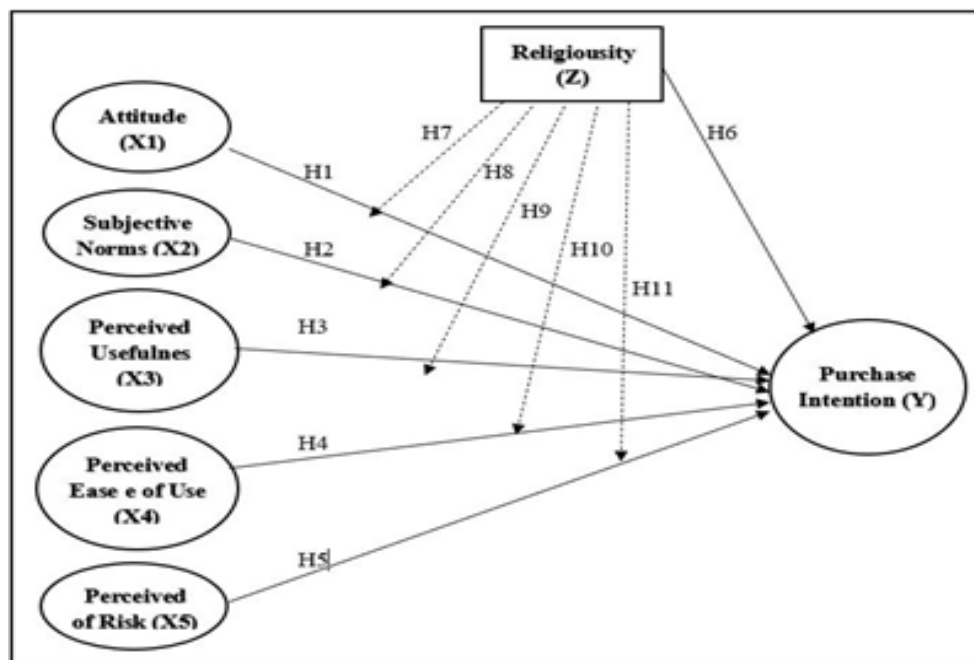 Religiousity
(Z)
Attitude
(X1)
H7
H6
H1
H8
Subjective
Norms (X2)
H2
H9
H10
H11
Perceived
Usefulnes
(X3)
H3
Purchase
Intention (Y)
H4
Perceived
Ease e of Use
(X4)
H5
Perceived
of Risk (X5)